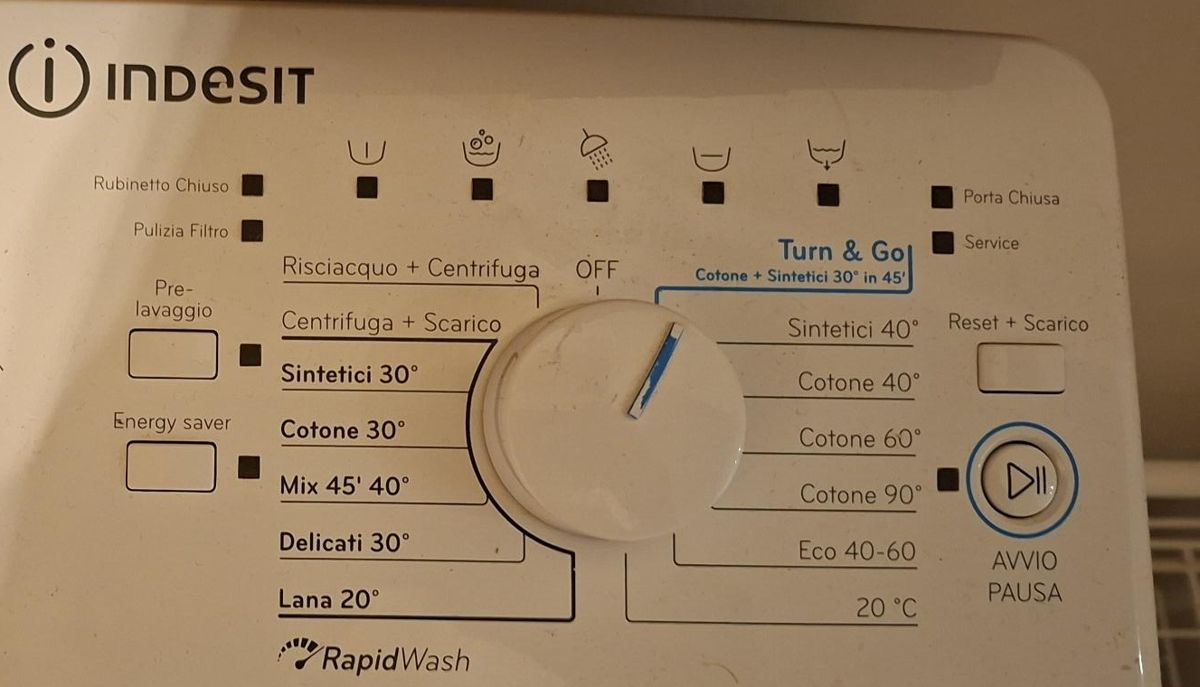 INDESIT
Rubinetto Chiuso
Pulizia Filtro
Porta Chiusa
Service
Risciacquo + Centrifuga
OFF
Turn & Go
Cotone + Sintetici 30° in 45'
Pre-
lavaggio
Centrifuga + Scarico
Sintetici 40°
Reset + Scarico
Sintetici 30°
Cotone 40°
Energy saver
Cotone 30°
Cotone 60°
Mix 45' 40°
Cotone 90°
Delicati 30°
Eco 40-60
AVVIO
PAUSA
Lana 20°
20 °C
RapidWash